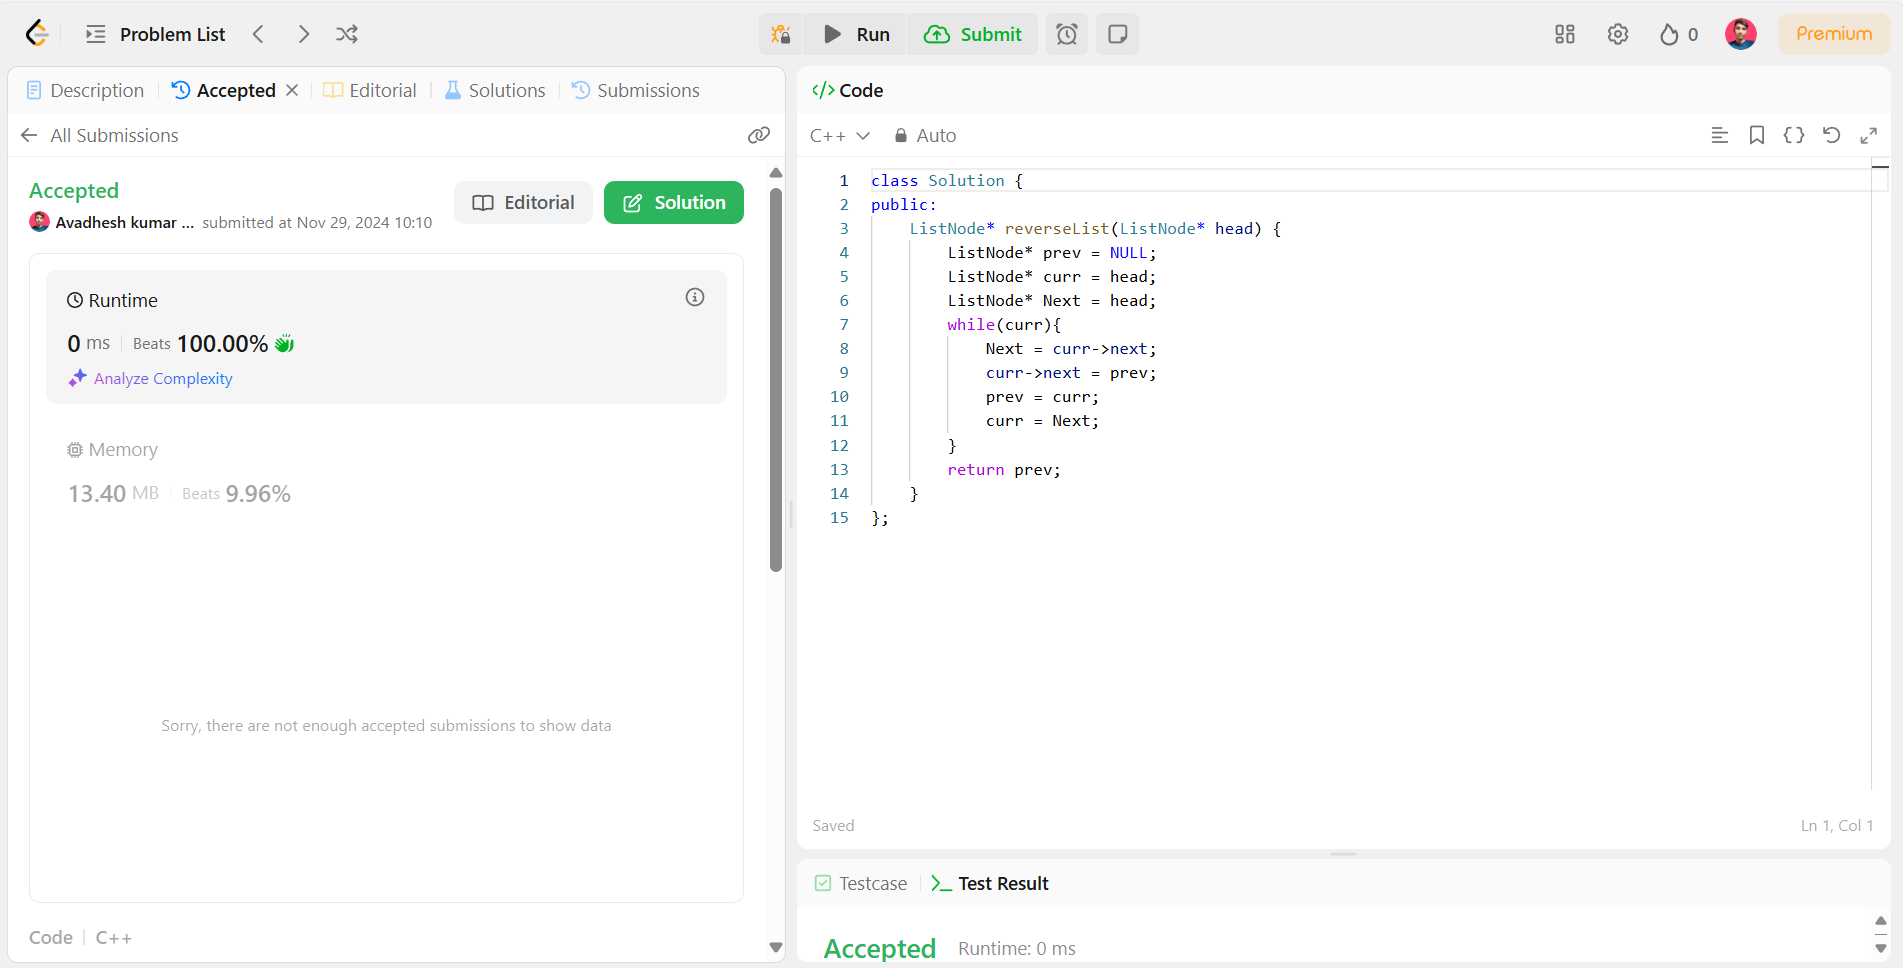 Problem List
Run
Submit
0
Premium
Description
Accepted
Editorial
Solutions
Submissions
All Submissions
Accepted
Avadhesh kumar ... submitted at Nov 29, 2024 10:10
Editorial
Solution
Runtime
0 ms Beats 100.00%
Analyze Complexity
Memory
13.40 MB Beats 9.96%
Sorry, there are not enough accepted submissions to show data
Code C++
</> Code
C++ Auto
1 class Solution {
2 public:
3     ListNode* reverseList(ListNode* head) {
4         ListNode* prev = NULL;
5         ListNode* curr = head;
6         ListNode* Next = head;
7         while(curr){
8             Next = curr->next;
9             curr->next = prev;
10             prev = curr;
11             curr = Next;
12         }
13         return prev;
14     }
15 };
Saved
Ln 1, Col 1
Testcase
Test Result
Accepted Runtime: 0 ms